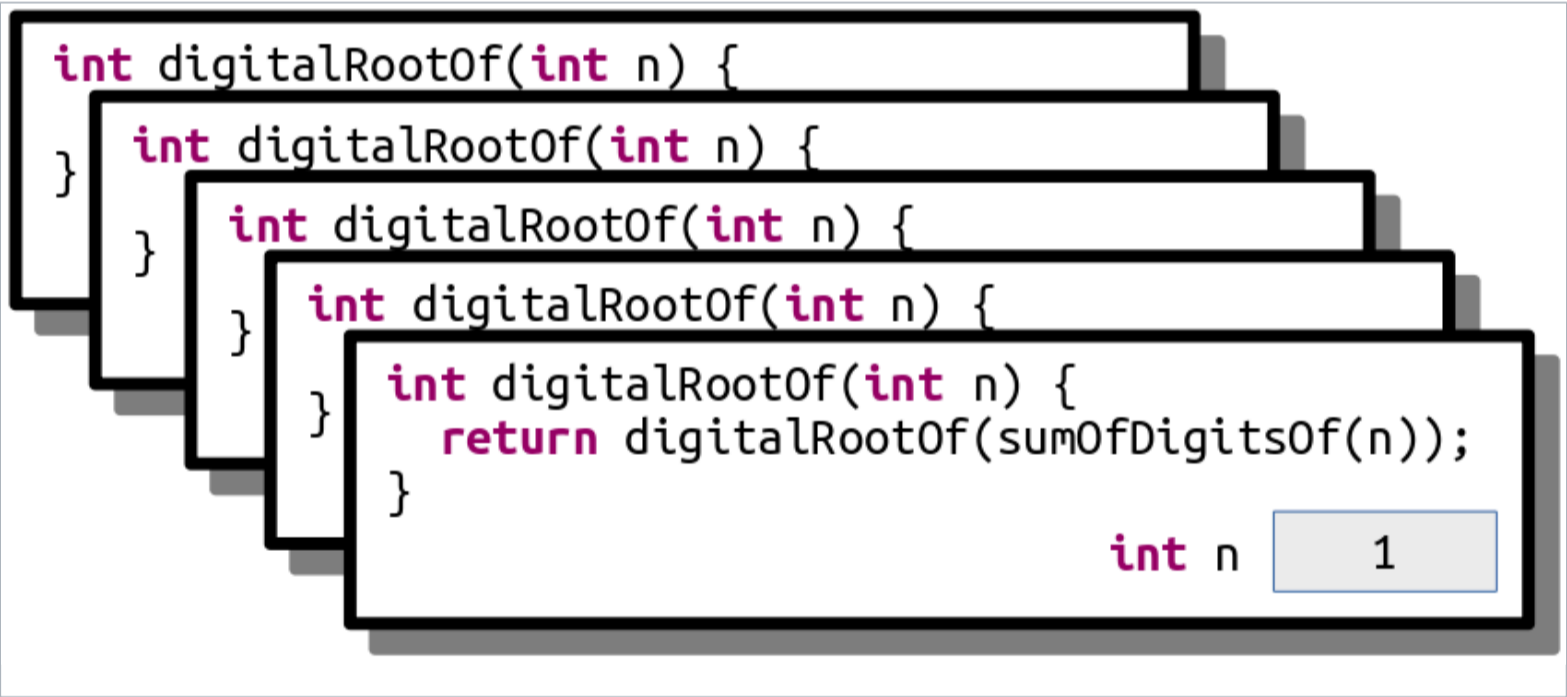 int digitalRootOf(int n) {
}
int digitalRootOf(int n) {
}
int digitalRootOf(int n) {
}
int digitalRootOf(int n) {
}
int digitalRootOf(int n) {
return digitalRootOf(sumOfDigitsOf(n));
}
int n 1